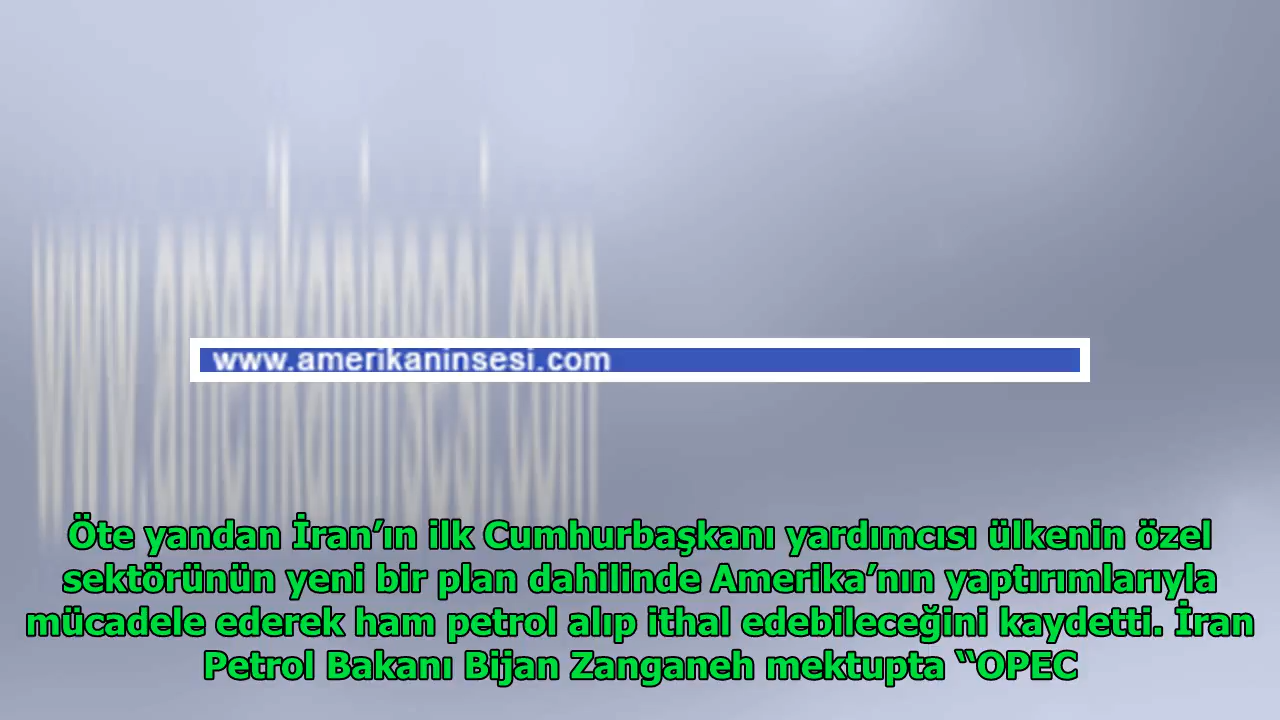 www.amerikaninsesi.com
Öte yandan İran’ın ilk Cumhurbaşkanı yardımcısı ülkenin özel
sektörünün yeni bir plan dahilinde Amerika’nın yaptırımlarıyla
mücadele ederek ham petrol alıp ithal edebileceğini kaydetti. İran
Petrol Bakanı Bijan Zanganeh mektupta ‘‘OPEC